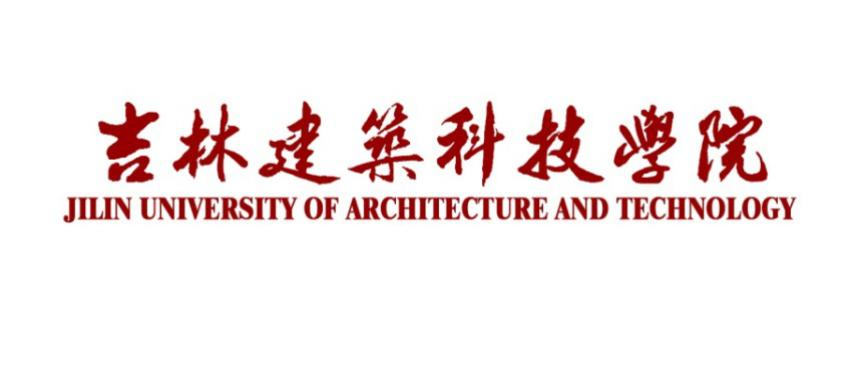 吉林建築科技學院
JILIN UNIVERSITY OF ARCHITECTURE AND TECHNOLOGY